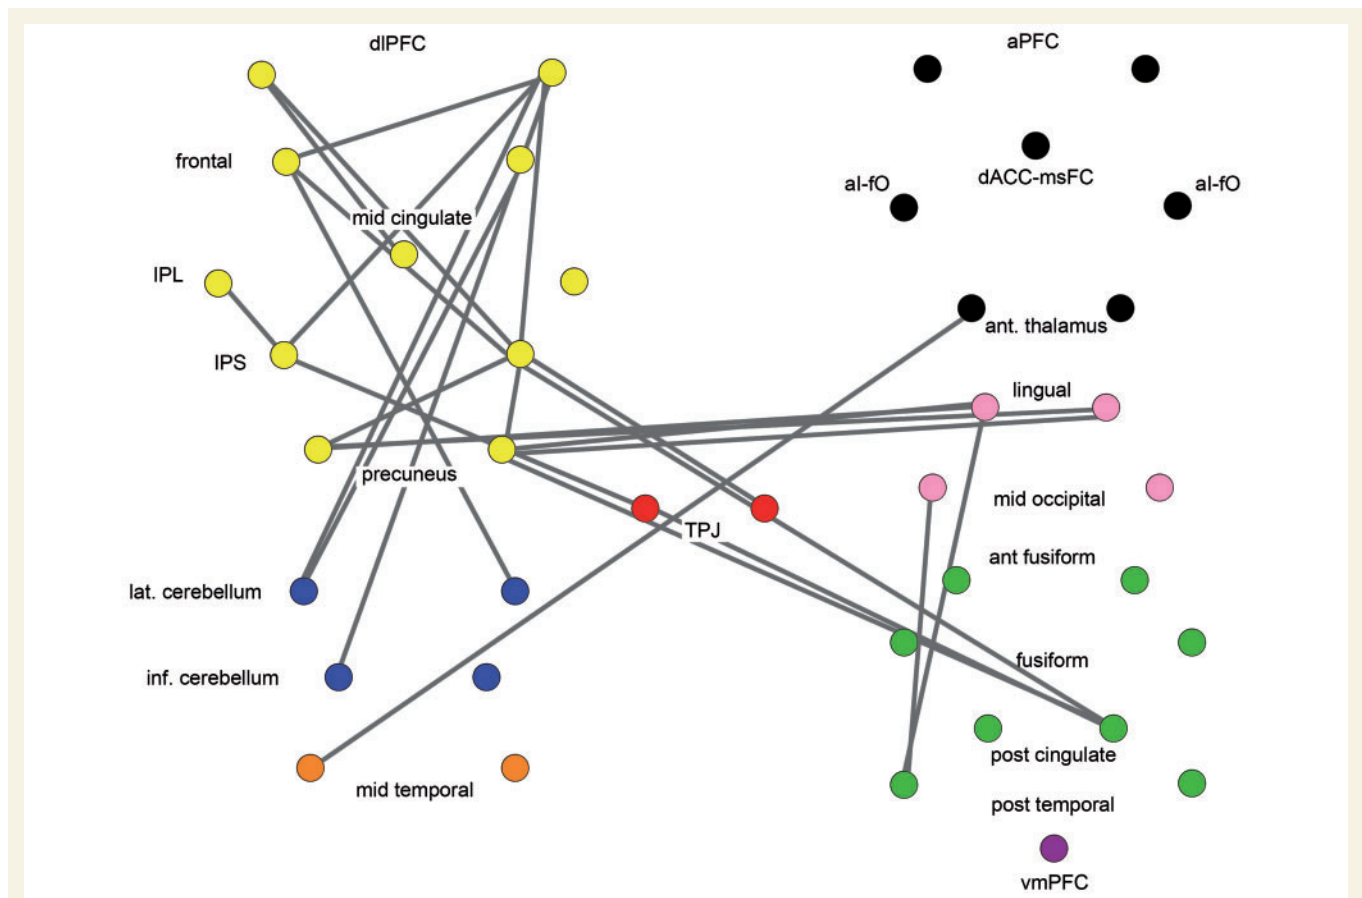 dlPFC
aPFC
frontal
dACC-msFC
aI-fO
aI-fO
mid cingulate
IPL
ant. thalamus
IPS
lingual
precuneus
mid occipital
TPJ
ant fusiform
lat. cerebellum
fusiform
inf. cerebellum
post cingulate
mid temporal
post temporal
vmPFC